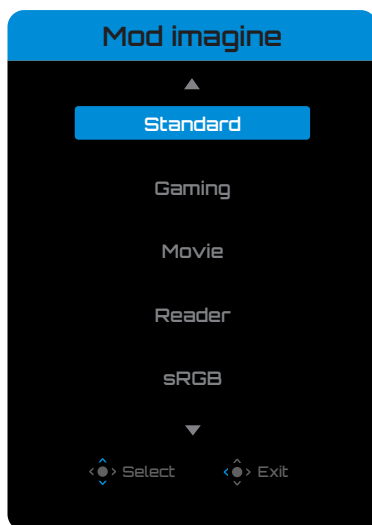 Mod imagine
Standard
Gaming
Movie
Reader
sRGB
Select Exit